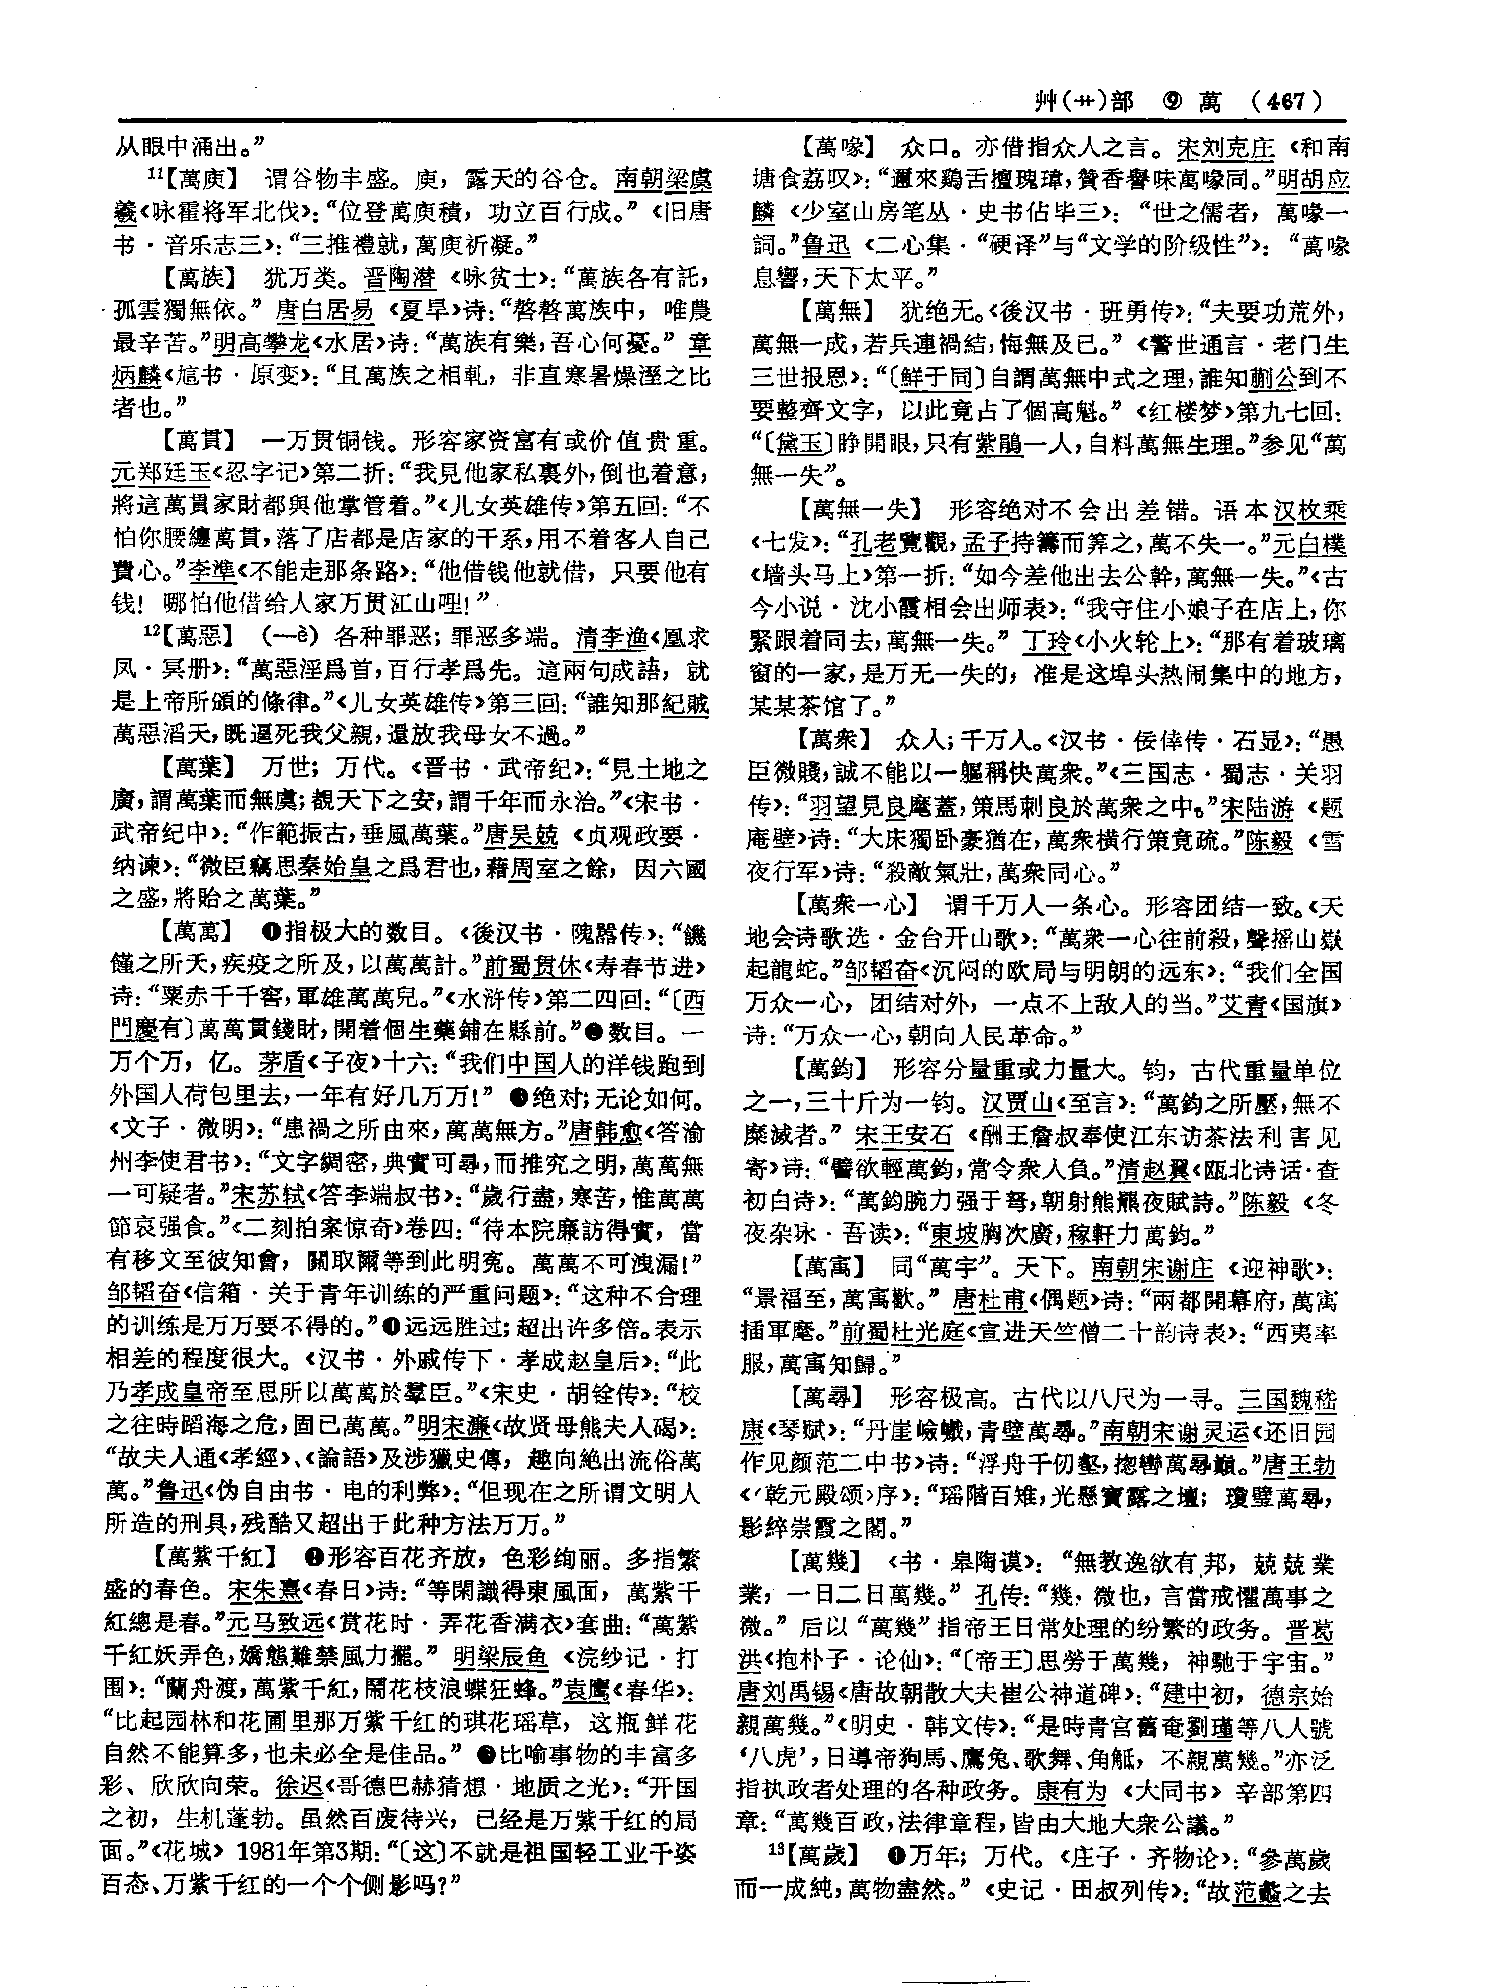 艸(艹)部 ⑨ 萬 (467)
从眼中涌出。”
11【萬庾】 谓谷物丰盛。庾，露天的谷仓。南朝梁虞
羲《咏霍将军北伐》：“位登萬庾積，功立百行成。”《旧唐
书·音乐志三》：“三推禮就，萬庾祈凝。”
【萬族】 犹万类。晋陶潜《咏贫士》：“萬族各有託，
孤雲獨無依。”唐白居易《夏旱》诗：“嗸嗸萬族中，唯農
最辛苦。”明高攀龙《水居》诗：“萬族有樂，吾心何憂。”章
炳麟《訄书·原变》：“且萬族之相軋，非直寒暑燥溼之比
者也。”
【萬貫】 一万贯铜钱。形容家资富有或价值贵重。
元郑廷玉《忍字记》第二折：“我見他家私裏外，倒也着意，
將這萬貫家財都與他掌管着。”《儿女英雄传》第五回：“不
怕你腰纏萬貫，落了店都是店家的干系，用不着客人自己
費心。”李準《不能走那条路》：“他借钱他就借，只要他有
钱！哪怕他借给人家万贯江山哩！”
12【萬惡】 （—è）各种罪恶；罪恶多端。清李渔《凰求
凤·冥册》：“萬惡淫爲首，百行孝爲先。這兩句成語，就
是上帝所頒的條律。”《儿女英雄传》第三回：“誰知那紀賊
萬惡滔天，既逼死我父親，還放我母女不過。”
【萬葉】 万世；万代。《晋书·武帝纪》：“見土地之
廣，謂萬葉而無虞；覩天下之安，謂千年而永治。”《宋书·
武帝纪中》：“作範振古，垂風萬葉。”唐吴兢《贞观政要·
纳谏》：“微臣竊思秦始皇之爲君也，藉周室之餘，因六國
之盛，將貽之萬葉。”
【萬萬】 ❶指极大的数目。《後汉书·隗嚣传》：“饑
饉之所夭，疾疫之所及，以萬萬計。”前蜀贯休《寿春节进》
诗：“粟赤千千窖，軍雄萬萬兒。”《水浒传》第二四回：“〔西
門慶有〕萬萬貫錢財，開着個生藥鋪在縣前。”❷数目。一
万个万，亿。茅盾《子夜》十六：“我们中国人的洋钱跑到
外国人荷包里去，一年有好几万万！”❸绝对；无论如何。
《文子·微明》：“患禍之所由來，萬萬無方。”唐韩愈《答渝
州李使君书》：“文字綢密，典實可尋，而推究之明，萬萬無
一可疑者。”宋苏轼《答李端叔书》：“歲行盡，寒苦，惟萬萬
節哀强食。”《二刻拍案惊奇》卷四：“待本院廉訪得實，當
有移文至彼知會，關取爾等到此明寃。萬萬不可洩漏！”
邹韬奋《信箱·关于青年训练的严重问题》：“这种不合理
的训练是万万要不得的。”❹远远胜过；超出许多倍。表示
相差的程度很大。《汉书·外戚传下·孝成赵皇后》：“此
乃孝成皇帝至思所以萬萬於羣臣。”《宋史·胡铨传》：“校
之往時蹈海之危，固已萬萬。”明宋濂《故贤母熊夫人碣》：
“故夫人通《孝經》、《論語》及涉獵史傳，趣向絶出流俗萬
萬。”鲁迅《伪自由书·电的利弊》：“但现在之所谓文明人
所造的刑具，残酷又超出于此种方法万万。”
【萬紫千紅】 ❶形容百花齐放，色彩绚丽。多指繁
盛的春色。宋朱熹《春日》诗：“等閑識得東風面，萬紫千
紅總是春。”元马致远《赏花时·弄花香满衣》套曲：“萬紫
千紅妖弄色，嬌態難禁風力擺。”明梁辰鱼《浣纱记·打
围》：“蘭舟渡，萬紫千紅，鬧花枝浪蝶狂蜂。”袁鹰《春华》：
“比起园林和花圃里那万紫千红的琪花瑶草，这瓶鲜花
自然不能算多，也未必全是佳品。”❷比喻事物的丰富多
彩、欣欣向荣。徐迟《哥德巴赫猜想·地质之光》：“开国
之初，生机蓬勃。虽然百废待兴，已经是万紫千红的局
面。”《花城》1981年第3期：“〔这〕不就是祖国轻工业千姿
百态、万紫千红的一个个侧影吗？”
【萬喙】 众口。亦借指众人之言。宋刘克庄《和南
塘食荔叹》：“邇來鷄舌擅瑰瑋，贊香譽味萬喙同。”明胡应
麟《少室山房笔丛·史书佔毕三》：“世之儒者，萬喙一
詞。”鲁迅《二心集·“硬译”与“文学的阶级性”》：“萬喙
息響，天下太平。”
【萬無】 犹绝无。《後汉书·班勇传》：“夫要功荒外，
萬無一成，若兵連禍結，悔無及已。”《警世通言·老门生
三世报恩》：“〔鮮于同〕自謂萬無中式之理，誰知蒯公到不
要整齊文字，以此竟占了個高魁。”《红楼梦》第九七回：
“〔黛玉〕睁開眼，只有紫鵑一人，自料萬無生理。”参见“萬
無一失”。
【萬無一失】 形容绝对不会出差错。语本汉枚乘
《七发》：“孔老覽觀，孟子持籌而筭之，萬不失一。”元白樸
《墙头马上》第一折：“如今差他出去公幹，萬無一失。”《古
今小说·沈小霞相会出师表》：“我守住小娘子在店上，你
緊跟着同去，萬無一失。”丁玲《小火轮上》：“那有着玻璃
窗的一家，是万无一失的，准是这埠头热闹集中的地方，
某某茶馆了。”
【萬衆】 众人；千万人。《汉书·佞倖传·石显》：“愚
臣微賤，誠不能以一軀稱快萬衆。”《三国志·蜀志·关羽
传》：“羽望見良麾蓋，策馬刺良於萬衆之中。”宋陆游《题
庵壁》诗：“大床獨卧豪猶在，萬衆横行策竟疏。”陈毅《雪
夜行军》诗：“殺敵氣壯，萬衆同心。”
【萬衆一心】 谓千万人一条心。形容团结一致。《天
地会诗歌选·金台开山歌》：“萬衆一心往前殺，聲摇山嶽
起龍蛇。”邹韬奋《沉闷的欧局与明朗的远东》：“我们全国
万众一心，团结对外，一点不上敌人的当。”艾青《国旗》
诗：“万众一心，朝向人民革命。”
【萬鈞】 形容分量重或力量大。钧，古代重量单位
之一，三十斤为一钧。汉贾山《至言》：“萬鈞之所壓，無不
糜滅者。”宋王安石《酬王詹叔奉使江东访茶法利害见
寄》诗：“譬欲輕萬鈞，當令衆人負。”清赵翼《瓯北诗话·查
初白诗》：“萬鈞腕力强于弩，朝射熊羆夜賦詩。”陈毅《冬
夜杂咏·吾读》：“東坡胸次廣，稼軒力萬鈞。”
【萬㝢】 同“萬宇”。天下。南朝宋谢庄《迎神歌》：
“景福至，萬㝢歡。”唐杜甫《偶题》诗：“兩都開幕府，萬㝢
插軍麾。”前蜀杜光庭《宣进天竺僧二十韵诗表》：“西夷率
服，萬㝢知歸。”
【萬尋】 形容极高。古代以八尺为一寻。三国魏嵇
康《琴赋》：“丹崖嶮巇，青壁萬尋。”南朝宋谢灵运《还旧园
作见颜范二中书》诗：“浮舟千仞壑，揔轡萬尋巔。”唐王勃
《〈乾元殿颂〉序》：“瑶階百雉，光懸實露之壇；瓊壁萬尋，
影綷崇霞之閣。”
【萬幾】 《书·皋陶谟》：“無教逸欲有邦，兢兢業
業，一日二日萬幾。”孔传：“幾，微也，言當戒懼萬事之
微。”后以“萬幾”指帝王日常处理的纷繁的政务。晋葛
洪《抱朴子·论仙》：“〔帝王〕思勞于萬幾，神馳于宇宙。”
唐刘禹锡《唐故朝散大夫崔公神道碑》：“建中初，德宗始
親萬幾。”《明史·韩文传》：“是時青宫舊奄劉瑾等八人號
‘八虎’，日導帝狗馬、鷹兔、歌舞、角觝，不親萬幾。”亦泛
指执政者处理的各种政务。康有为《大同书》辛部第四
章：“萬幾百政，法律章程，皆由大地大衆公議。”
13【萬歲】 ❶万年；万代。《庄子·齐物论》：“參萬歲
而一成純，萬物盡然。”《史记·田叔列传》：“故范蠡之去